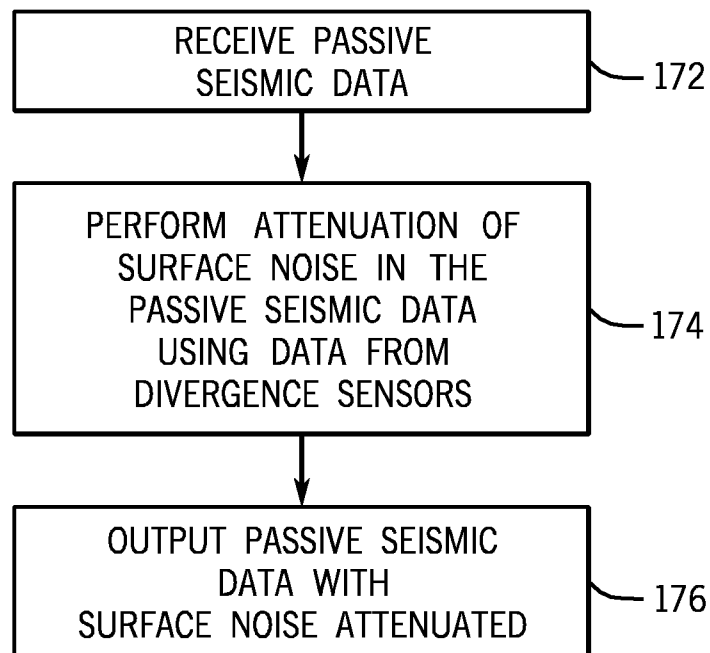 RECEIVE PASSIVE
SEISMIC DATA
172
PERFORM ATTENUATION OF
SURFACE NOISE IN THE
PASSIVE SEISMIC DATA
USING DATA FROM
DIVERGENCE SENSORS
174
OUTPUT PASSIVE SEISMIC
DATA WITH
SURFACE NOISE ATTENUATED
176